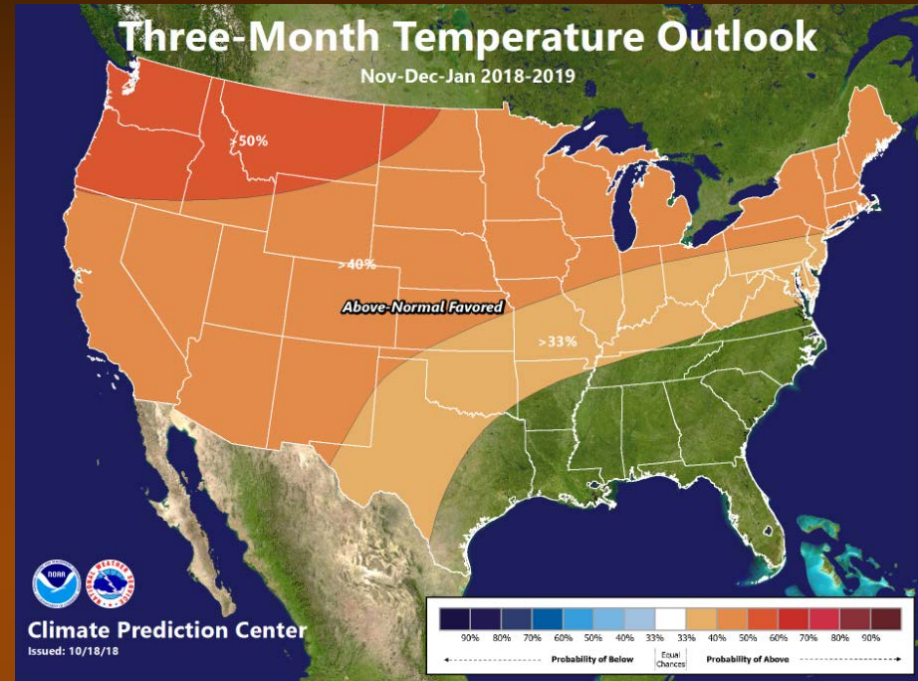 Three-Month Temperature Outlook
Nov-Dec-Jan 2018-2019
>50%
>40%
Above-Normal Favored
>33%
NOAA
Climate Prediction Center
Issued: 10/18/18
90% 80% 70% 60% 50% 40% 33% 33% 40% 50% 60% 70% 80% 90%
Probability of Below Equal Chances Probability of Above